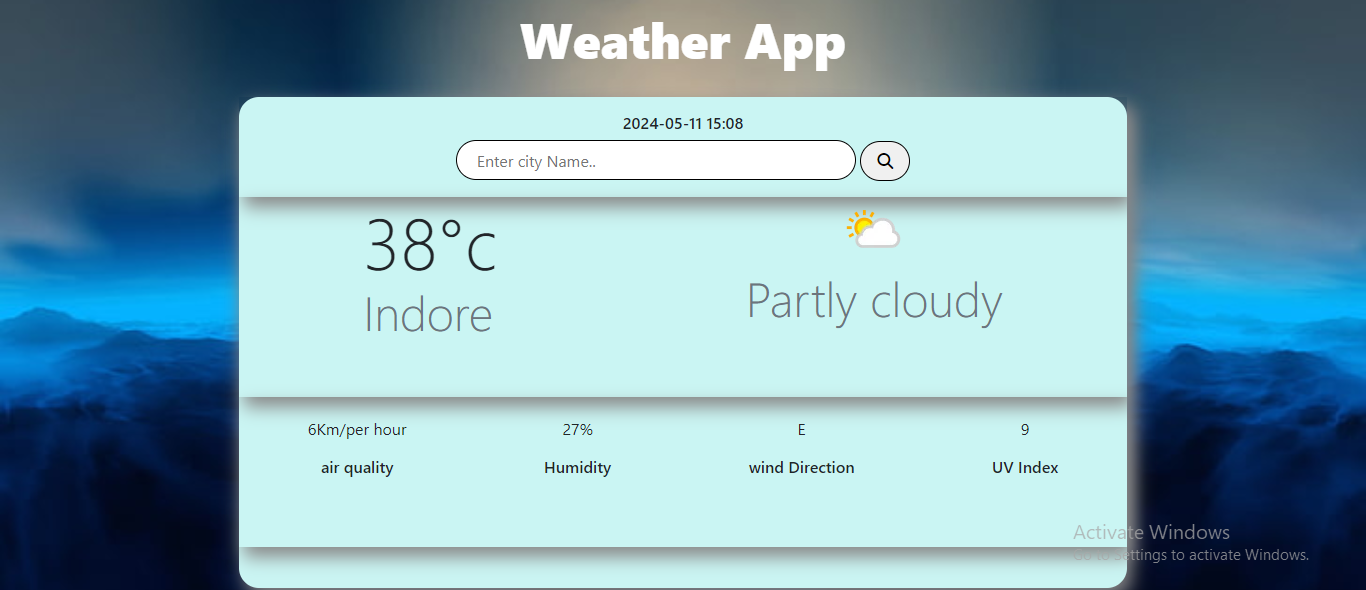 Weather App
2024-05-11 15:08
Enter city Name..
38°c
Indore
Partly cloudy
6Km/per hour
27%
E
9
air quality
Humidity
wind Direction
UV Index
Activate Windows
Go to Settings to activate Windows.